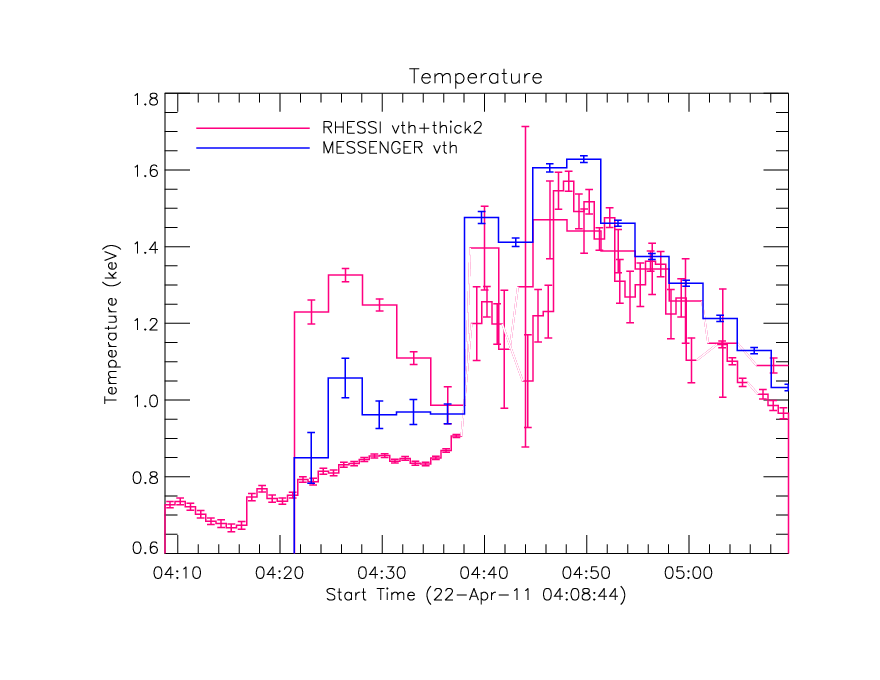 Temperature
1.8
RHESSI vth+thick2
MESSENGER vth
1.6
1.4
1.2
1.0
0.8
0.6
Temperature (keV)
04:10 04:20 04:30 04:40 04:50 05:00
Start Time (22-Apr-11 04:08:44)